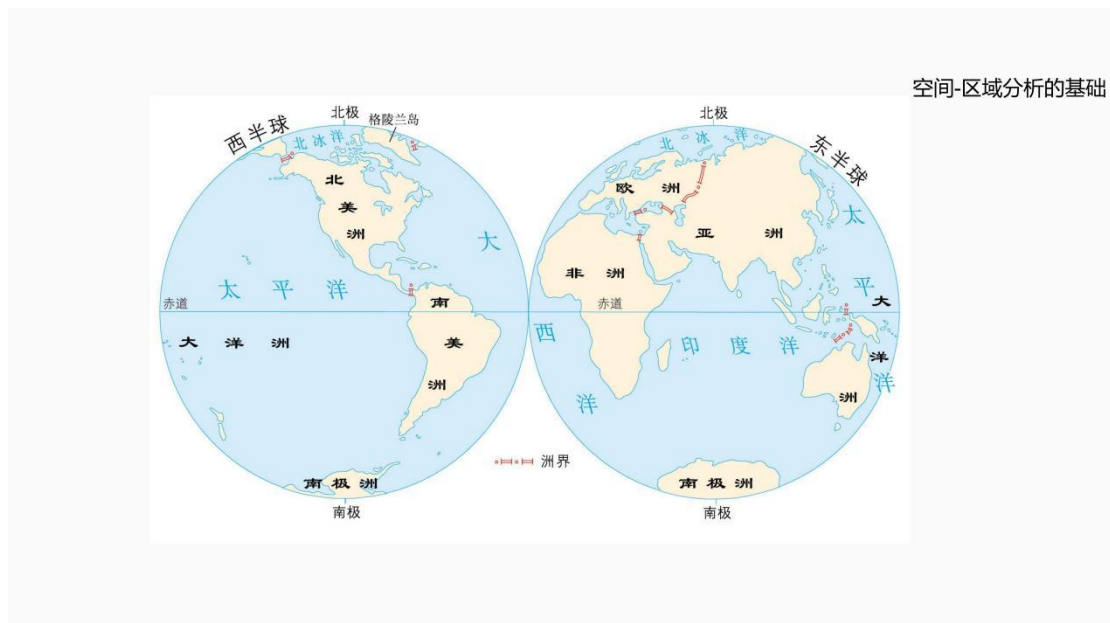 空间-区域分析的基础
西半球
北极
格陵兰岛
北冰洋
北美洲
大
太平洋
赤道
南美洲
大洋洲
南极洲
南极
东半球
北极
北冰洋
欧洲
亚洲
太平洋
非洲
赤道
大洋洲
西洋
印度洋
南极洲
南极
洲界